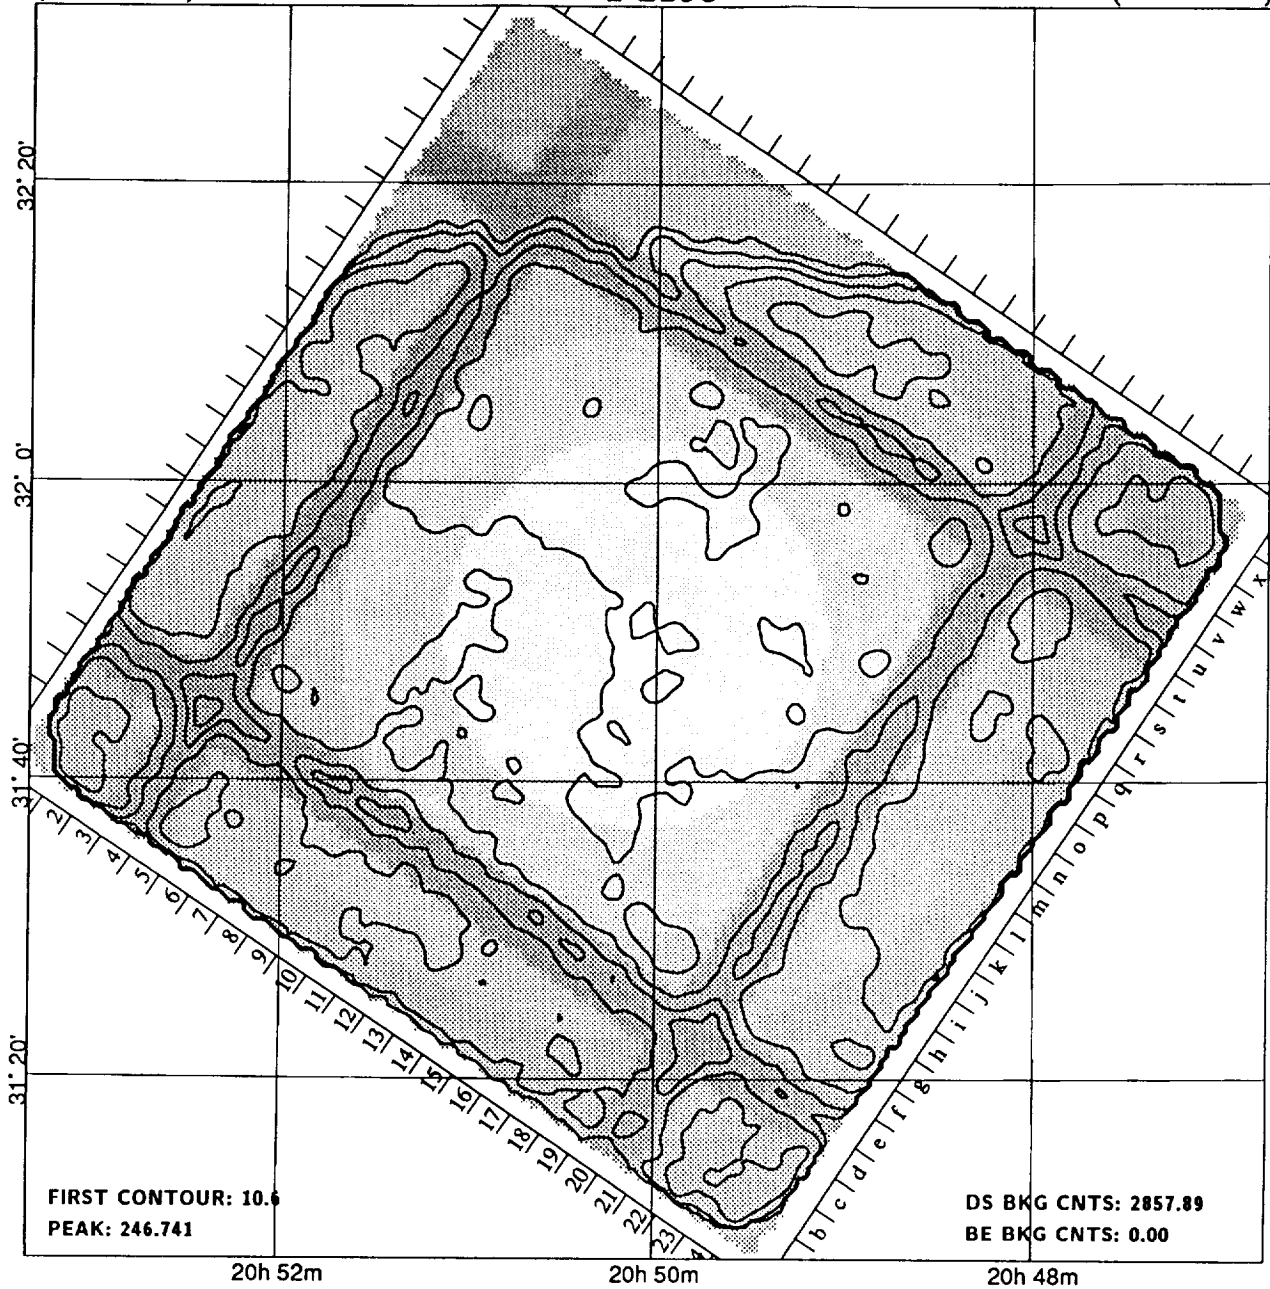 32° 20'
32° 0'
31° 40'
31° 20'
2 3 4 5 6 7 8 9 10 11 12 13 14 15 16 17 18 19 20 21 22 23
b c d e f g h i j k l m n o p q r s t u v w x
FIRST CONTOUR: 10.6
PEAK: 246.741
DS BKG CNTS: 2857.89
BE BKG CNTS: 0.00
20h 52m
20h 50m
20h 48m